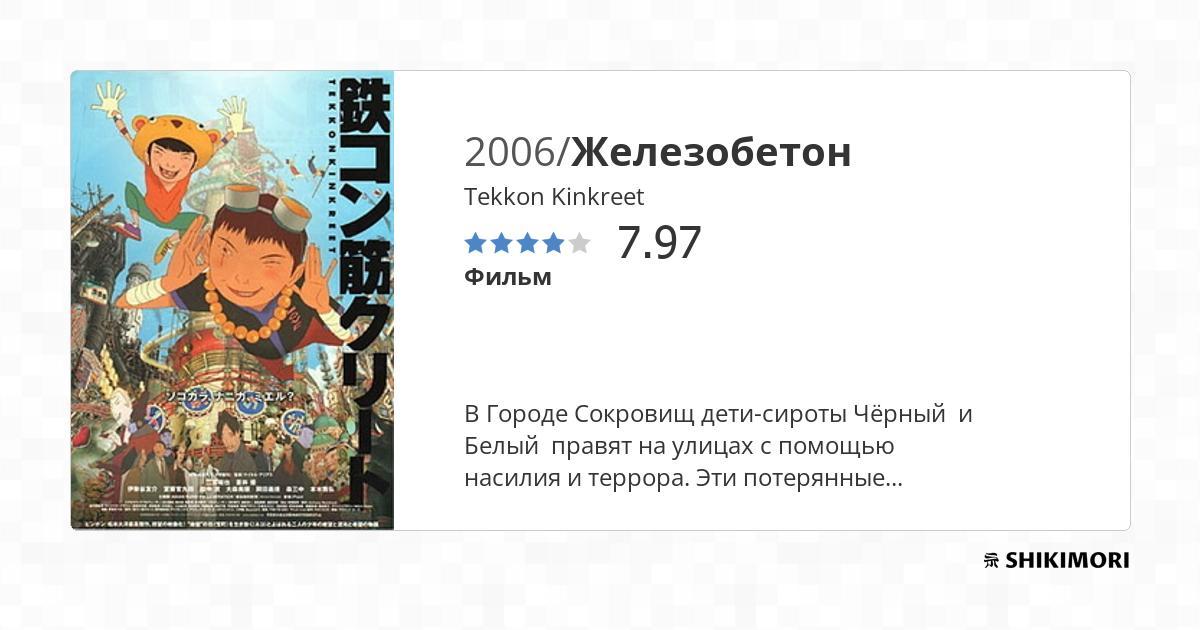 鉄コン筋クリート
TEKKONKINKREET
ソコカラ、ナニガ、ミエル?
2006/Железобетон
Tekkon Kinkreet
7.97
Фильм
В Городе Сокровищ дети-сироты Чёрный  и
Белый  правят на улицах с помощью
насилия и террора. Эти потерянные...
SHIKIMORI